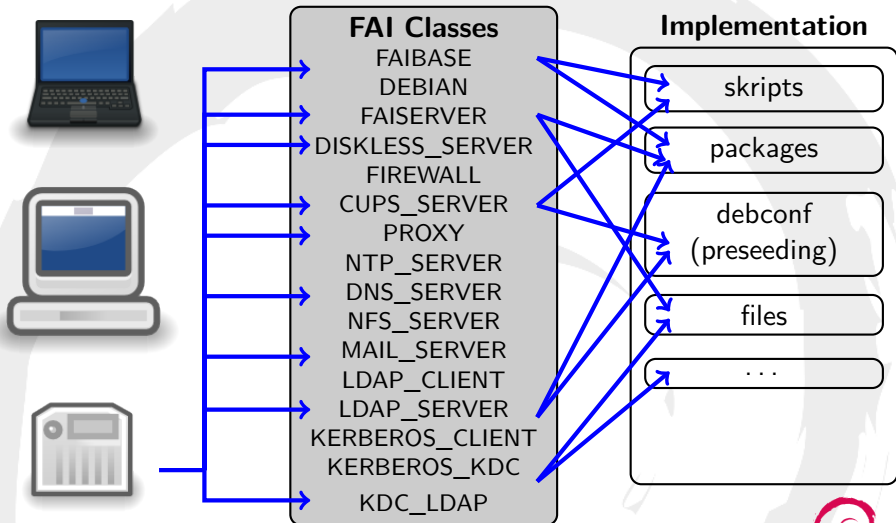 FAI Classes
FAIBASE
DEBIAN
FAISERVER
DISKLESS_SERVER
FIREWALL
CUPS_SERVER
PROXY
NTP_SERVER
DNS_SERVER
NFS_SERVER
MAIL_SERVER
LDAP_CLIENT
LDAP_SERVER
KERBEROS_CLIENT
KERBEROS_KDC
KDC_LDAP
Implementation
skripts
packages
debconf
(preseeding)
files
. . .